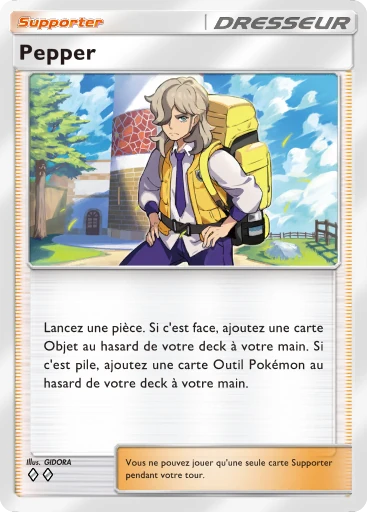 Supporter
DRESSEUR
Pepper
Lancez une pièce. Si c'est face, ajoutez une carte
Objet au hasard de votre deck à votre main. Si
c'est pile, ajoutez une carte Outil Pokémon au
hasard de votre deck à votre main.
Illus. GIDORA
Vous ne pouvez jouer qu'une seule carte Supporter
pendant votre tour.